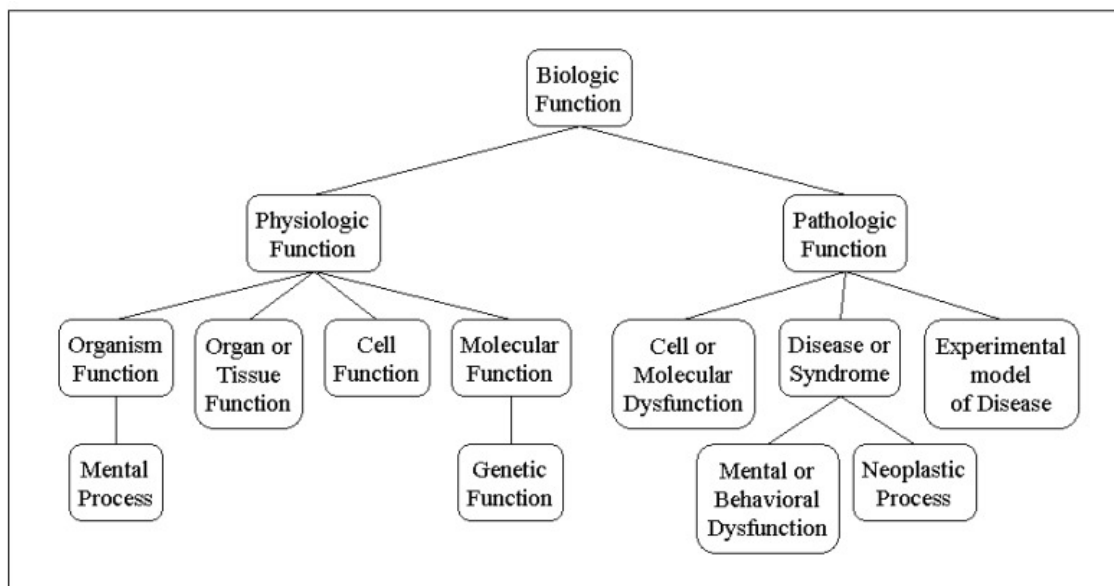 Biologic
Function
Physiologic
Function
Pathologic
Function
Organism
Function
Organ or
Tissue
Function
Cell
Function
Molecular
Function
Cell or
Molecular
Dysfunction
Disease or
Syndrome
Experimental
model
of Disease
Mental
Process
Genetic
Function
Mental or
Behavioral
Dysfunction
Neoplastic
Process